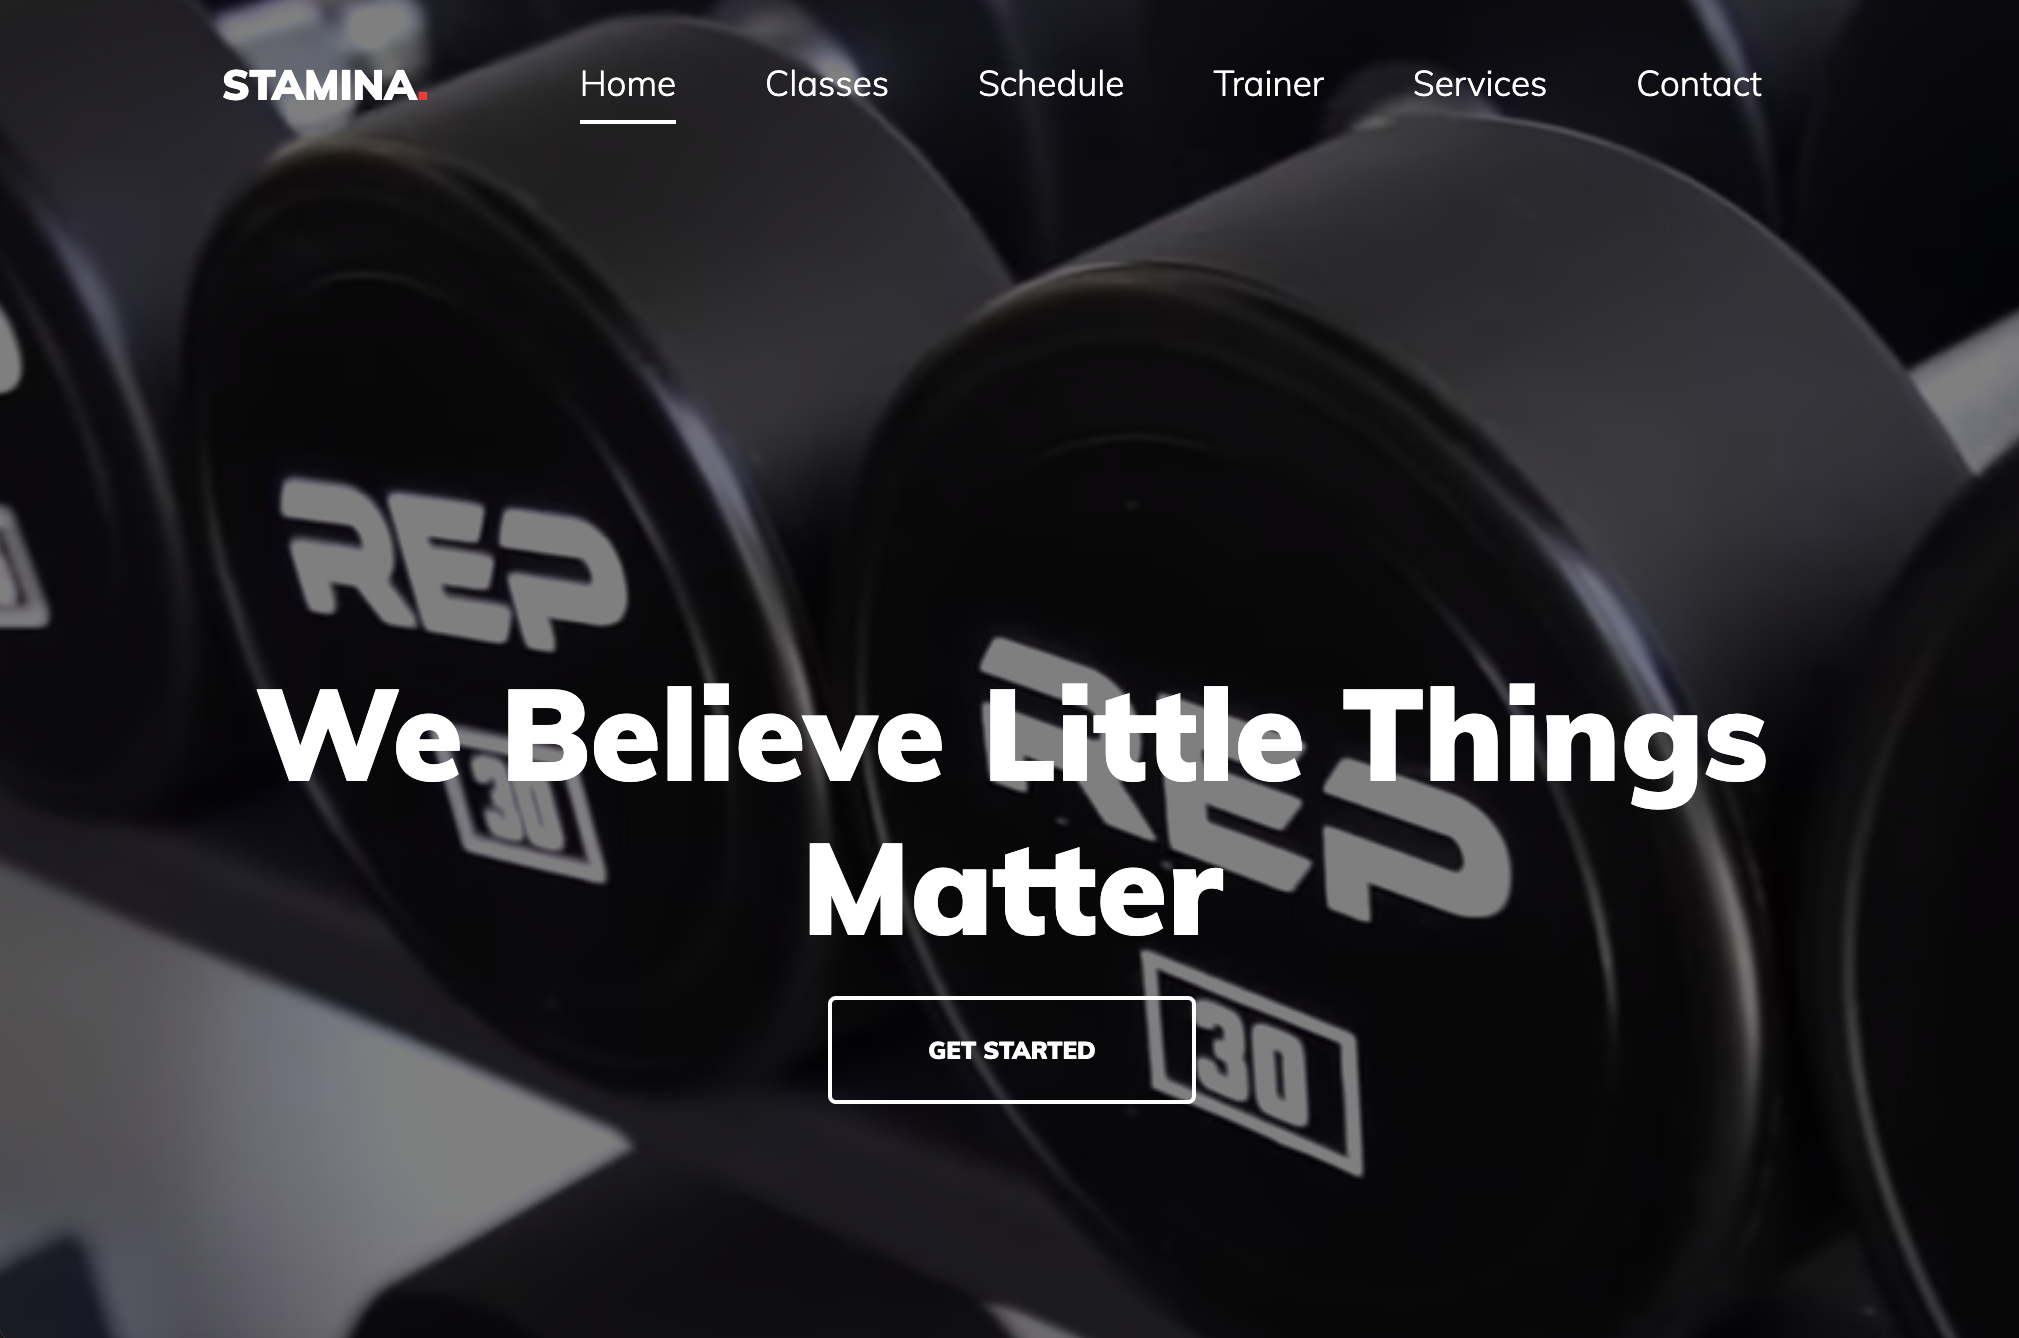 STAMINA.
Home Classes Schedule Trainer Services Contact
REP
30
REP
30
We Believe Little Things
Matter
GET STARTED